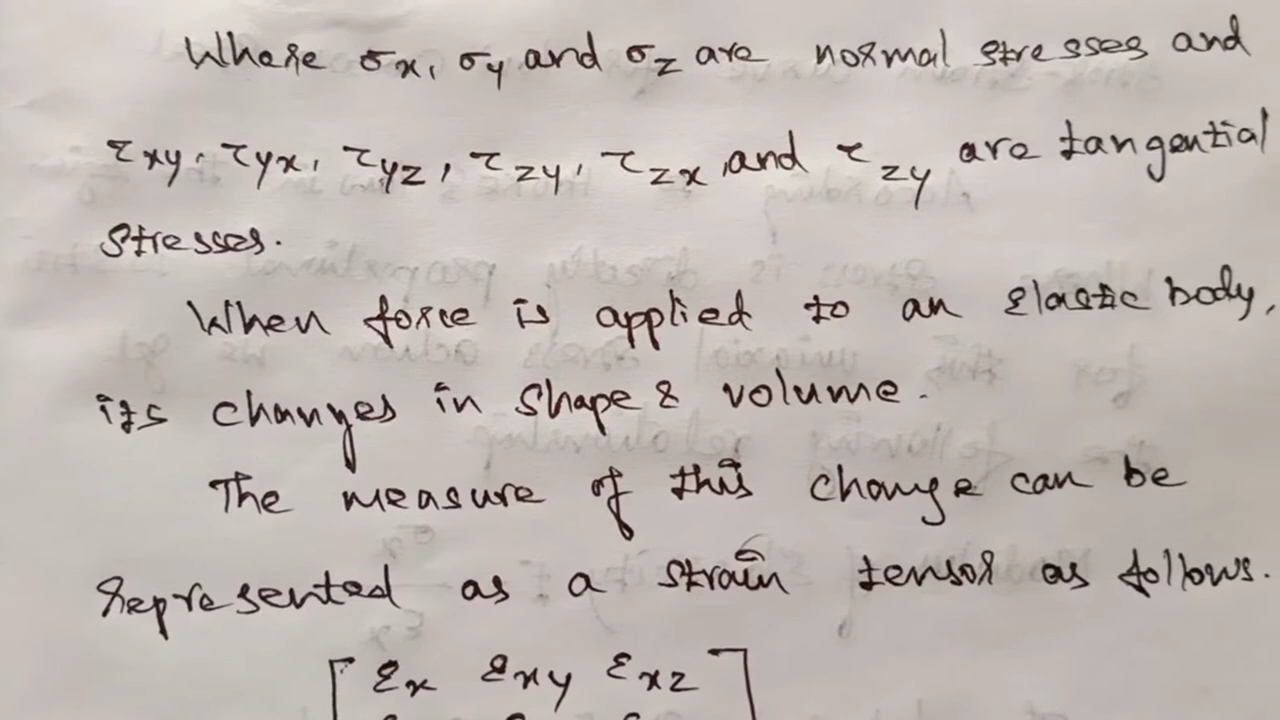 Where σx, σy and σz are normal stresses and
τxy, τyx, τyz, τzy, τzx and τzy are tangential
stresses.
When force is applied to an elastic body,
its changes in shape & volume.
The measure of this change can be
represented as a strain tensor as follows.
[ εx εxy εxz ]